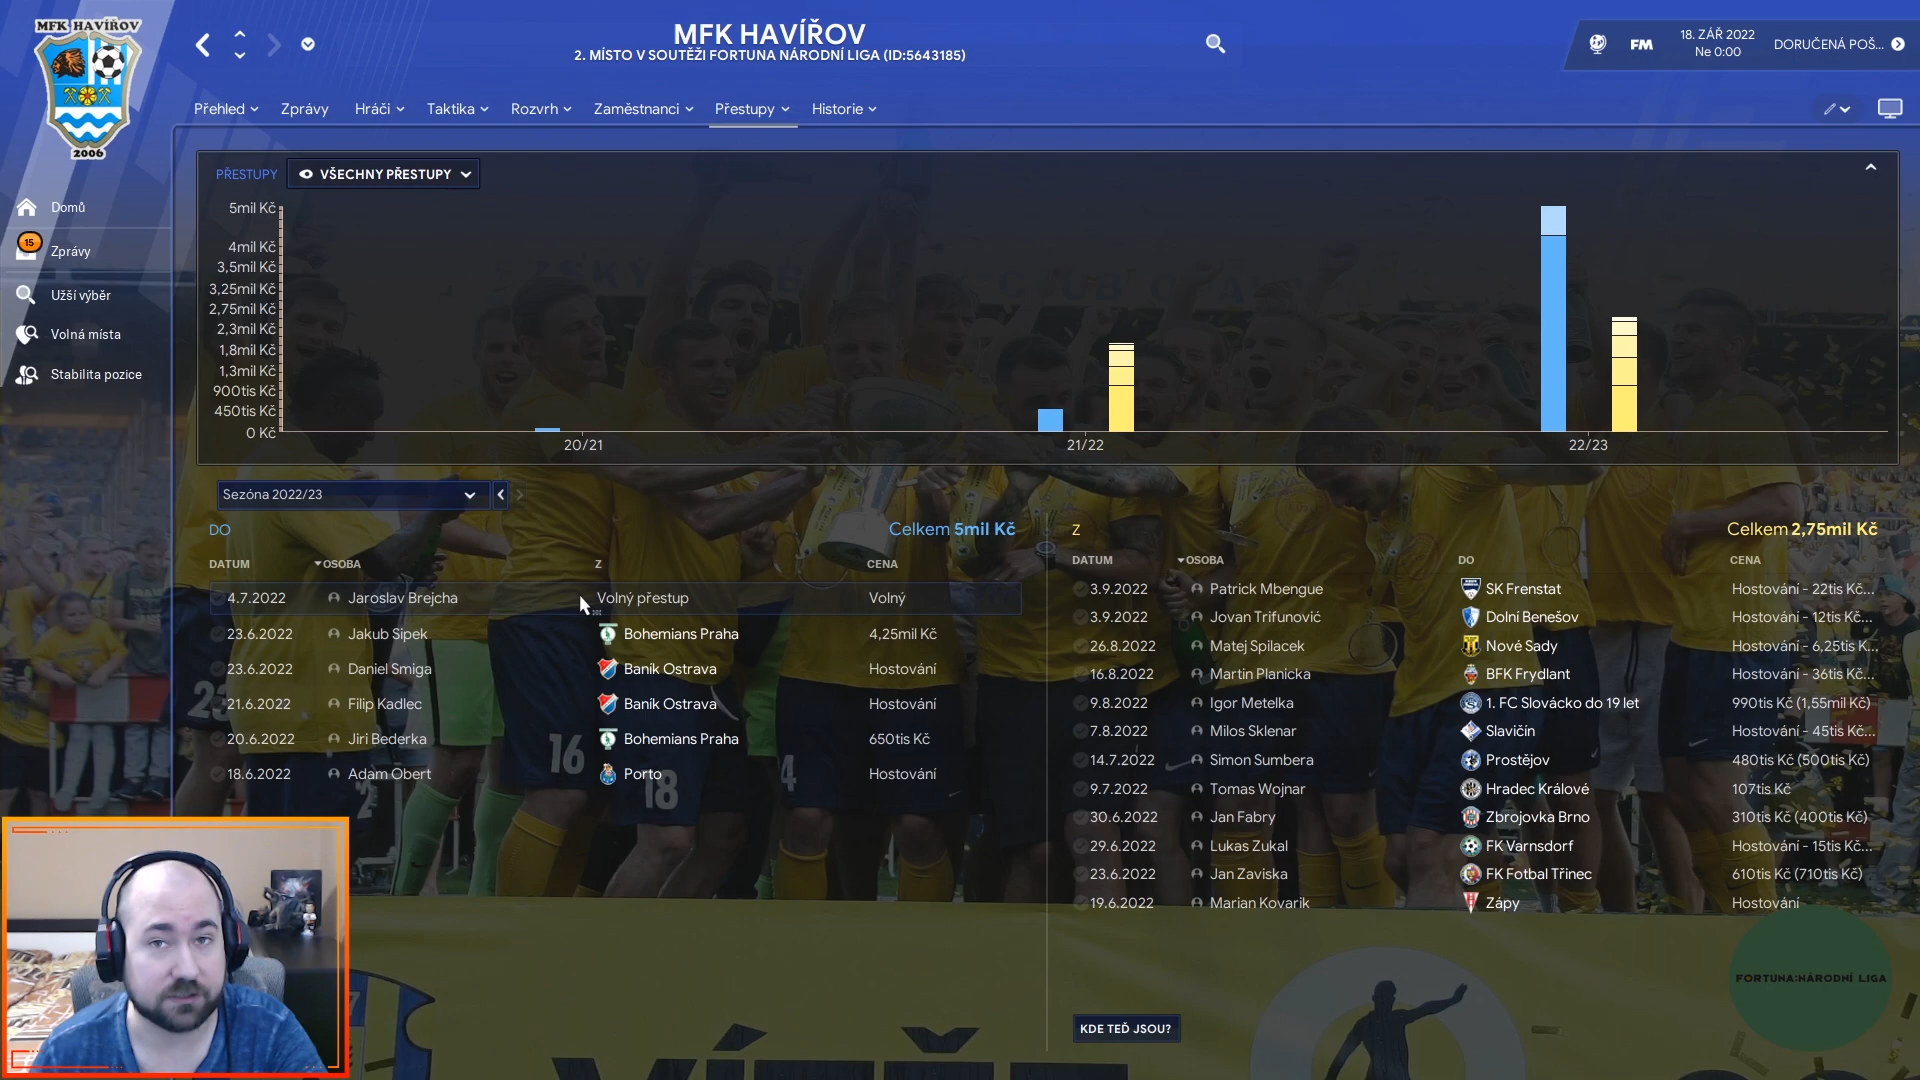 MFK HAVÍŘOV
2006
MFK HAVÍŘOV
2. MÍSTO V SOUTĚŽI FORTUNA NÁRODNÍ LIGA (ID:5643185)
FM
18. ZÁŘ 2022
Ne 0:00
DORUČENÁ POŠ...
Přehled
Zprávy
Hráči
Taktika
Rozvrh
Zaměstnanci
Přestupy
Historie
Domů
15
Zprávy
Užší výběr
Volná místa
Stabilita pozice
PŘESTUPY
VŠECHNY PŘESTUPY
5mil Kč
4mil Kč
3,5mil Kč
3,25mil Kč
2,75mil Kč
2,3mil Kč
1,8mil Kč
1,3mil Kč
900tis Kč
450tis Kč
0 Kč
20/21
21/22
22/23
Sezóna 2022/23
DO
Celkem 5mil Kč
DATUM OSOBA Z CENA
4.7.2022 Jaroslav Brejcha Volný přestup Volný
23.6.2022 Jakub Sipek Bohemians Praha 4,25mil Kč
23.6.2022 Daniel Smiga Baník Ostrava Hostování
21.6.2022 Filip Kadlec Baník Ostrava Hostování
20.6.2022 Jiri Bederka Bohemians Praha 650tis Kč
18.6.2022 Adam Obert Porto Hostování
Z
Celkem 2,75mil Kč
DATUM OSOBA DO CENA
3.9.2022 Patrick Mbengue SK Frenstat Hostování - 22tis Kč...
3.9.2022 Jovan Trifunović Dolní Benešov Hostování - 12tis Kč...
26.8.2022 Matej Spilacek Nové Sady Hostování - 6,25tis K...
16.8.2022 Martin Planicka BFK Frydlant Hostování - 36tis Kč...
9.8.2022 Igor Metelka 1. FC Slovácko do 19 let 990tis Kč (1,55mil Kč)
7.8.2022 Milos Sklenar Slavičín Hostování - 45tis Kč...
14.7.2022 Simon Sumbera Prostějov 480tis Kč (500tis Kč)
9.7.2022 Tomas Wojnar Hradec Králové 107tis Kč
30.6.2022 Jan Fabry Zbrojovka Brno 310tis Kč (400tis Kč)
29.6.2022 Lukas Zukal FK Varnsdorf Hostování - 15tis Kč...
23.6.2022 Jan Zaviska FK Fotbal Třinec 610tis Kč (710tis Kč)
19.6.2022 Marian Kovarik Zápy Hostování
KDE TEĎ JSOU?
FORTUNA:NÁRODNÍ LIGA
23
16
18
4
2